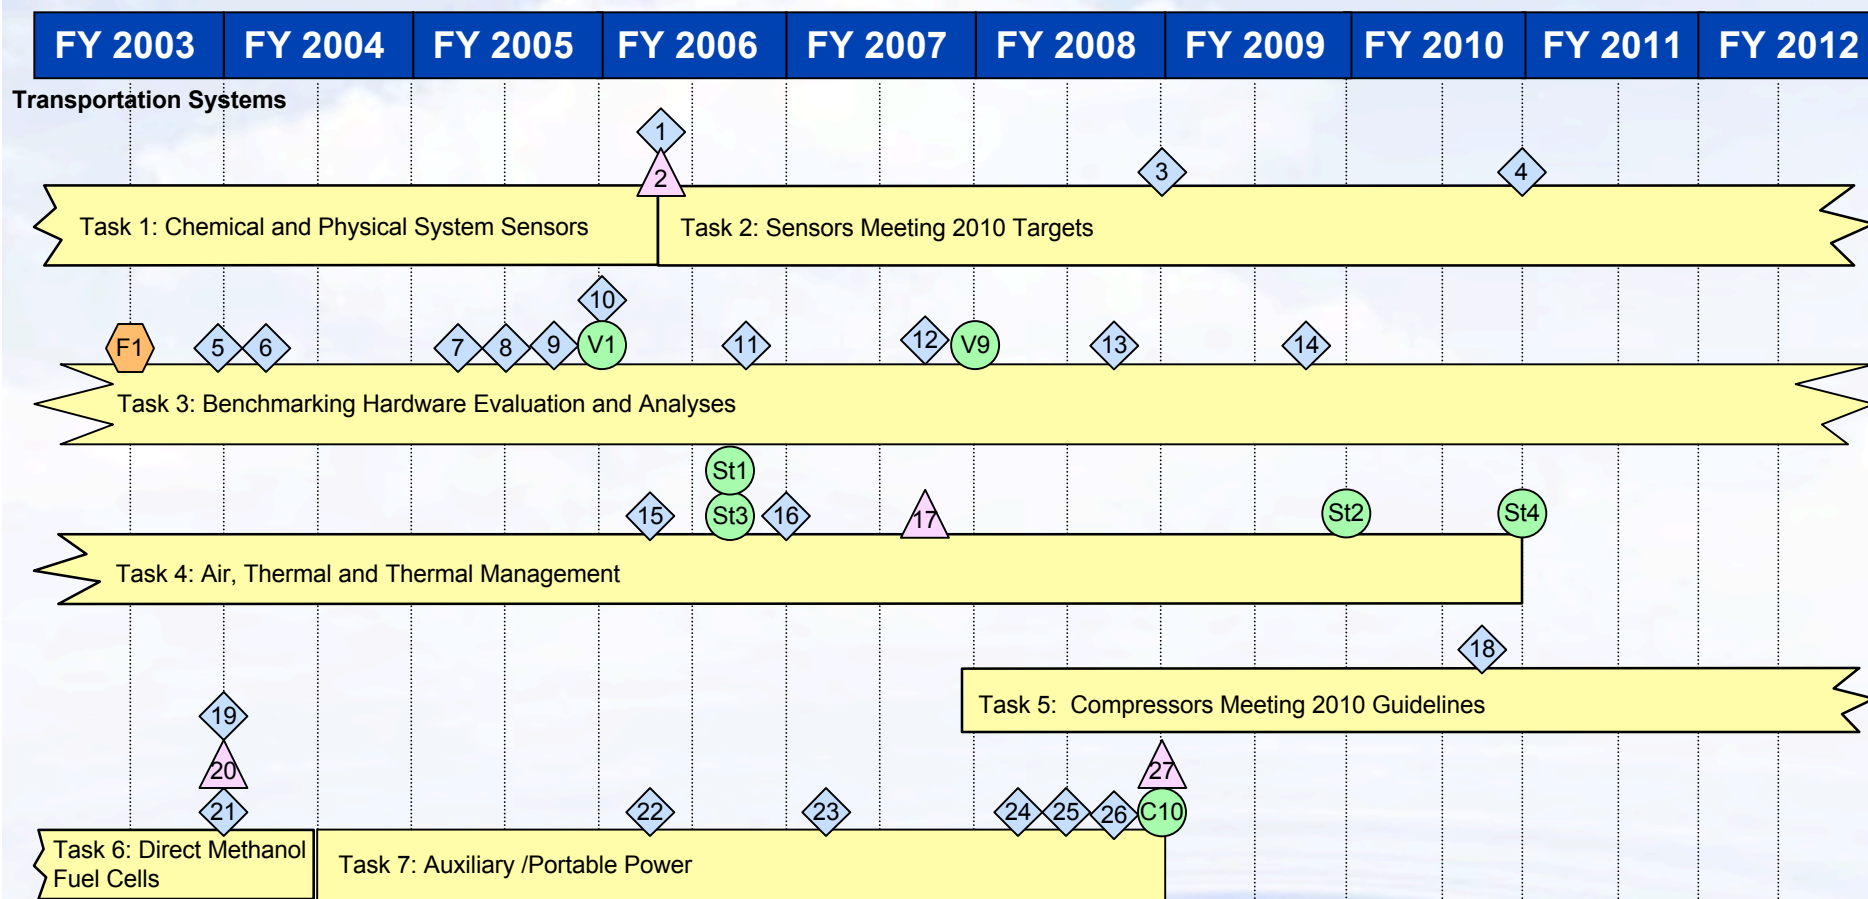 FY 2003 FY 2004 FY 2005 FY 2006 FY 2007 FY 2008 FY 2009 FY 2010 FY 2011 FY 2012
Transportation Systems
1
2 3 4
Task 1: Chemical and Physical System Sensors Task 2: Sensors Meeting 2010 Targets
10
F1 5 6 7 8 9 V1 11 12 V9 13 14
Task 3: Benchmarking Hardware Evaluation and Analyses
St1
15 St3 16 17 St2 St4
Task 4: Air, Thermal and Thermal Management
18
Task 5: Compressors Meeting 2010 Guidelines
19
20 27
21 22 23 24 25 26 C10
Task 6: Direct Methanol
Fuel Cells
Task 7: Auxiliary /Portable Power